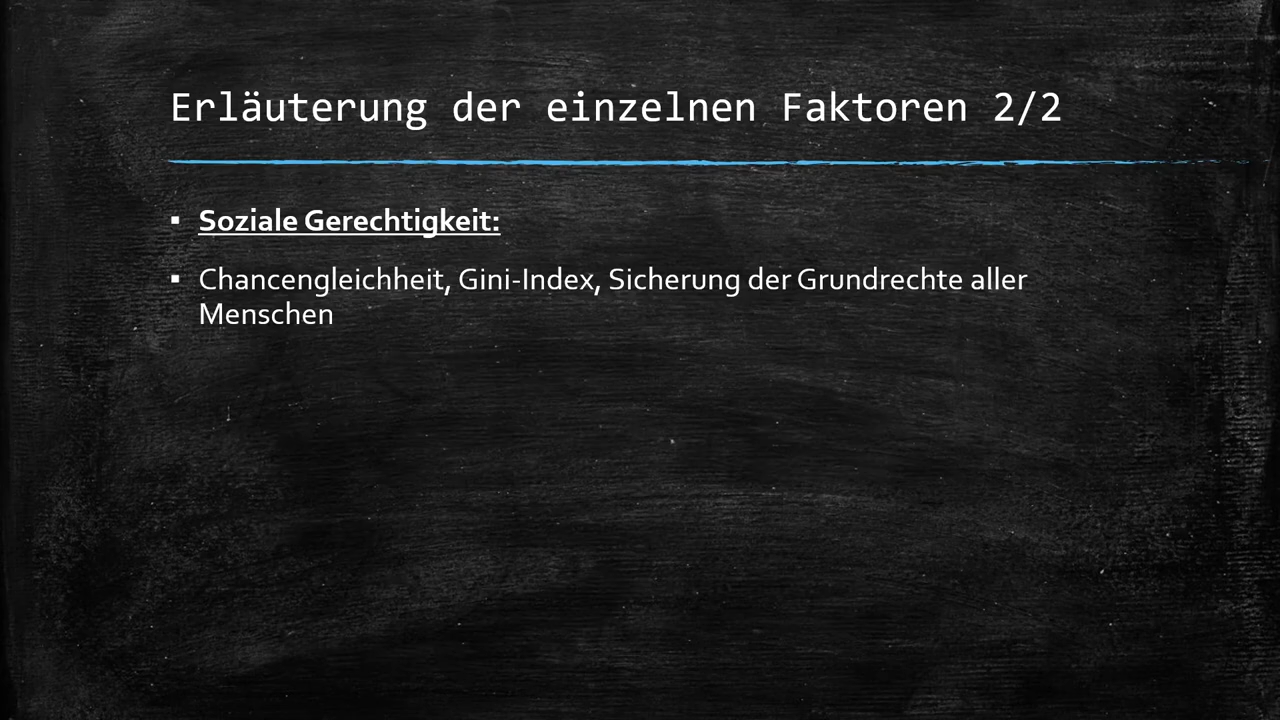 Erläuterung der einzelnen Faktoren 2/2
▪ Soziale Gerechtigkeit:
▪ Chancengleichheit, Gini-Index, Sicherung der Grundrechte aller
Menschen